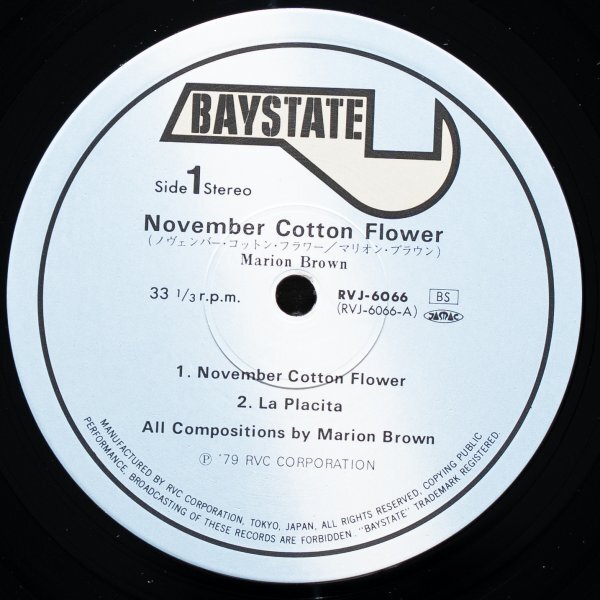 BAYSTATE
Side 1 Stereo
November Cotton Flower
(ノヴェンバー・コットン・フラワー/マリオン・ブラウン)
Marion Brown
33 1/3 r.p.m.
RVJ-6066
BS
(RVJ-6066-A)
JASRAC
1. November Cotton Flower
2. La Placita
All Compositions by Marion Brown
Ⓟ '79 RVC CORPORATION
MANUFACTURED BY RVC CORPORATION, TOKYO, JAPAN, ALL RIGHTS RESERVED, COPYING PUBLIC
PERFORMANCE, BROADCASTING OF THESE RECORDS ARE FORBIDDEN. "BAYSTATE" TRADEMARK REGISTERED.